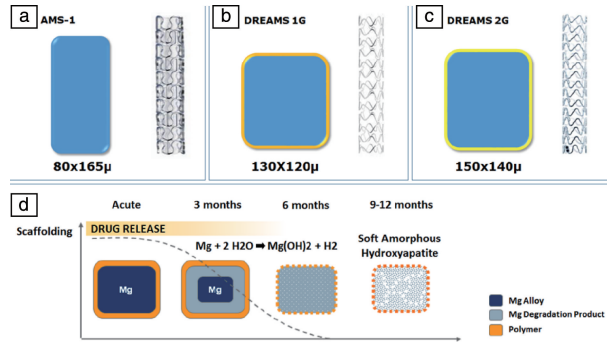 a AMS-1
80x165µ
b DREAMS 1G
130X120µ
c DREAMS 2G
150x140µ
d
Acute 3 months 6 months 9-12 months
Scaffolding
DRUG RELEASE
Mg + 2 H2O ➡ Mg(OH)2 + H2
Soft Amorphous
Hydroxyapatite
Mg Mg
Mg Alloy
Mg Degradation Product
Polymer